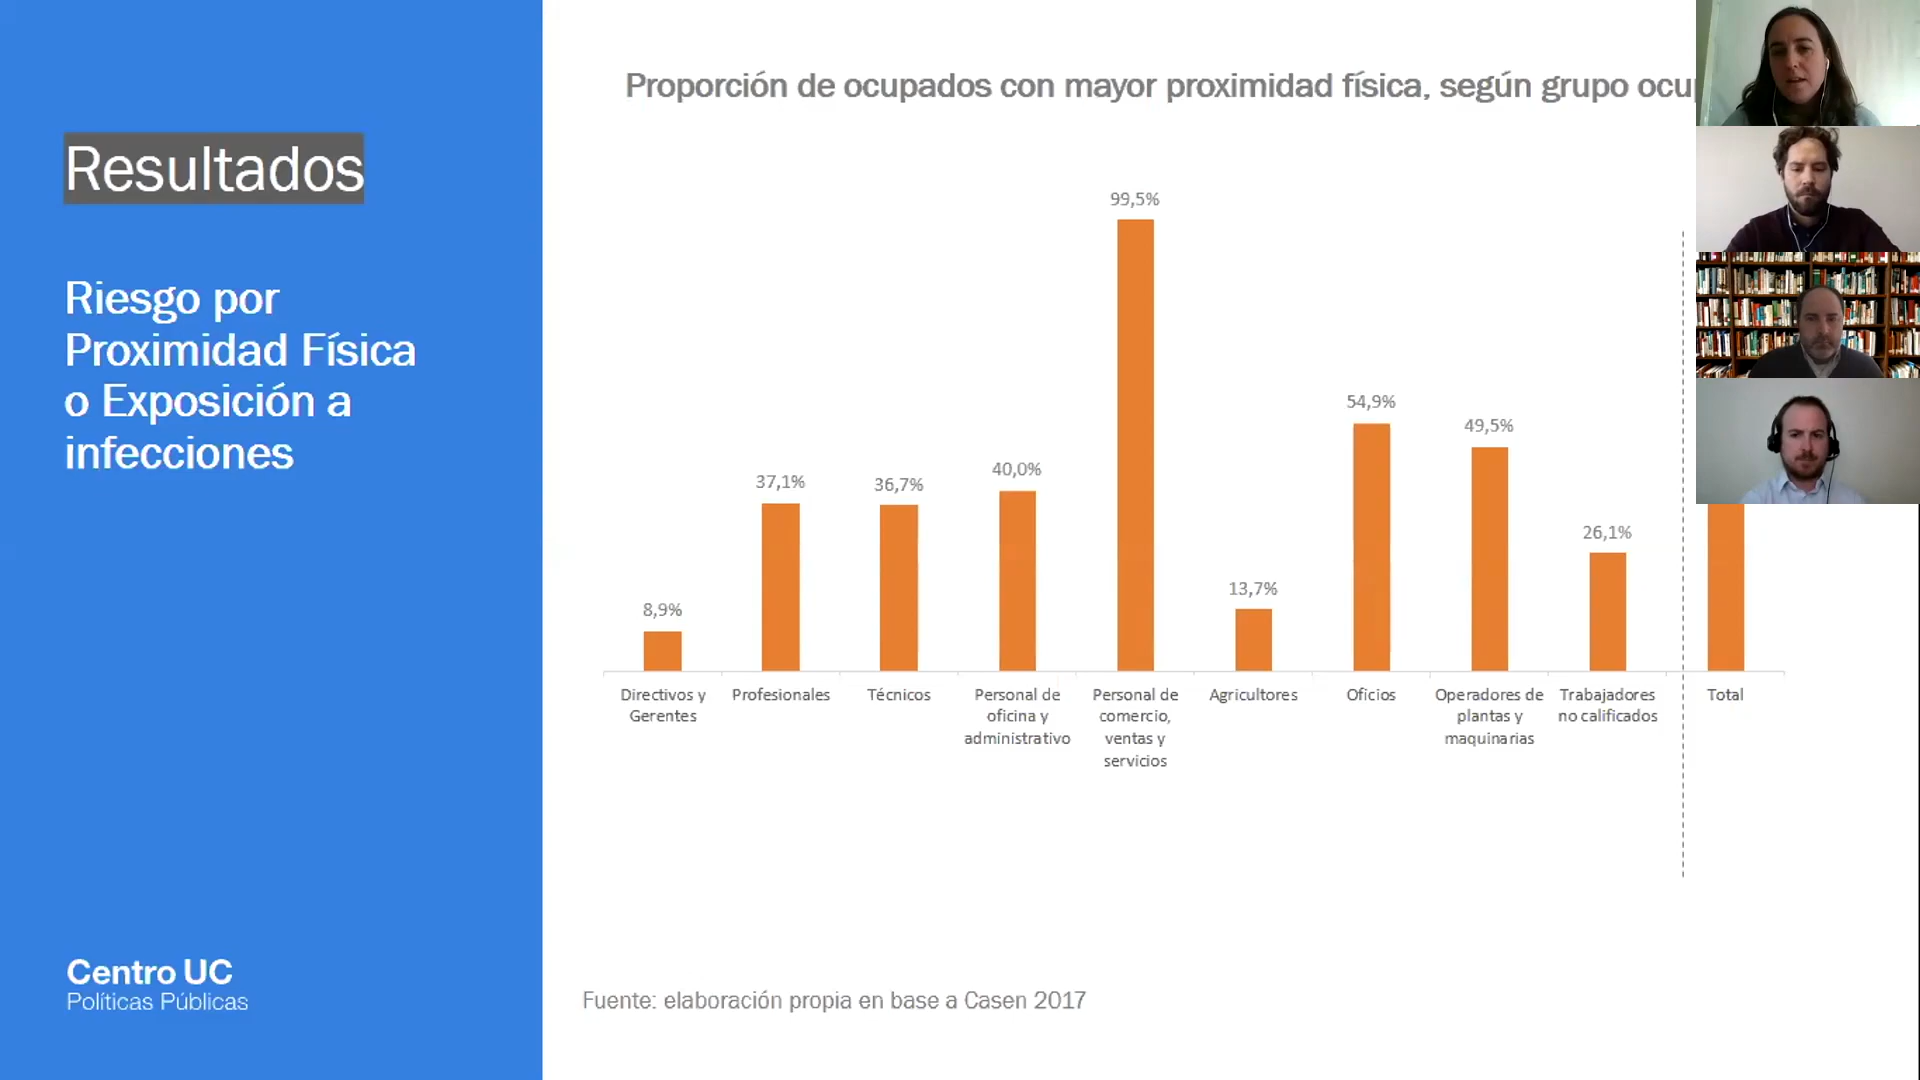 Resultados
Riesgo por
Proximidad Física
o Exposición a
infecciones
Centro UC
Políticas Públicas
Proporción de ocupados con mayor proximidad física, según grupo
8,9%
37,1%
36,7%
40,0%
99,5%
13,7%
54,9%
49,5%
26,1%
Directivos y
Gerentes
Profesionales
Técnicos
Personal de
oficina y
administrativo
Personal de
comercio,
ventas y
servicios
Agricultores
Oficios
Operadores de
plantas y
maquinarias
Trabajadores
no calificados
Total
Fuente: elaboración propia en base a Casen 2017